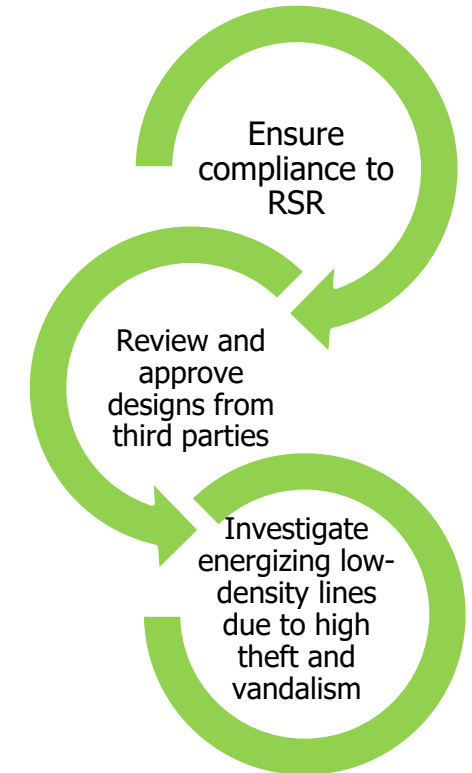 Ensure
compliance to
RSR
Review and
approve
designs from
third parties
Investigate
energizing low-
density lines
due to high
theft and
vandalism